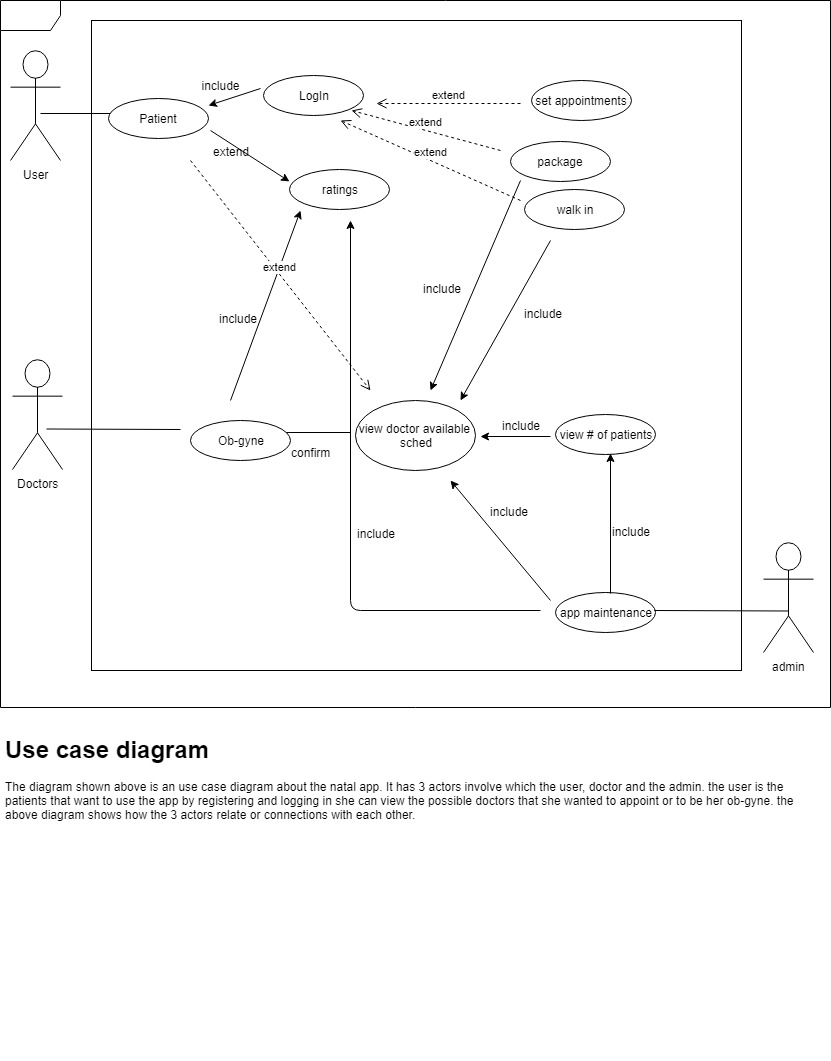 include
LogIn
extend
set appointments
Patient
extend
extend
extend
package
User
ratings
walk in
extend
include
include
include
include
view doctor available
sched
view # of patients
Ob-gyne
confirm
Doctors
include
include
include
app maintenance
admin
Use case diagram
The diagram shown above is an use case diagram about the natal app. It has 3 actors involve which the user, doctor and the admin. the user is the
patients that want to use the app by registering and logging in she can view the possible doctors that she wanted to appoint or to be her ob-gyne. the
above diagram shows how the 3 actors relate or connections with each other.